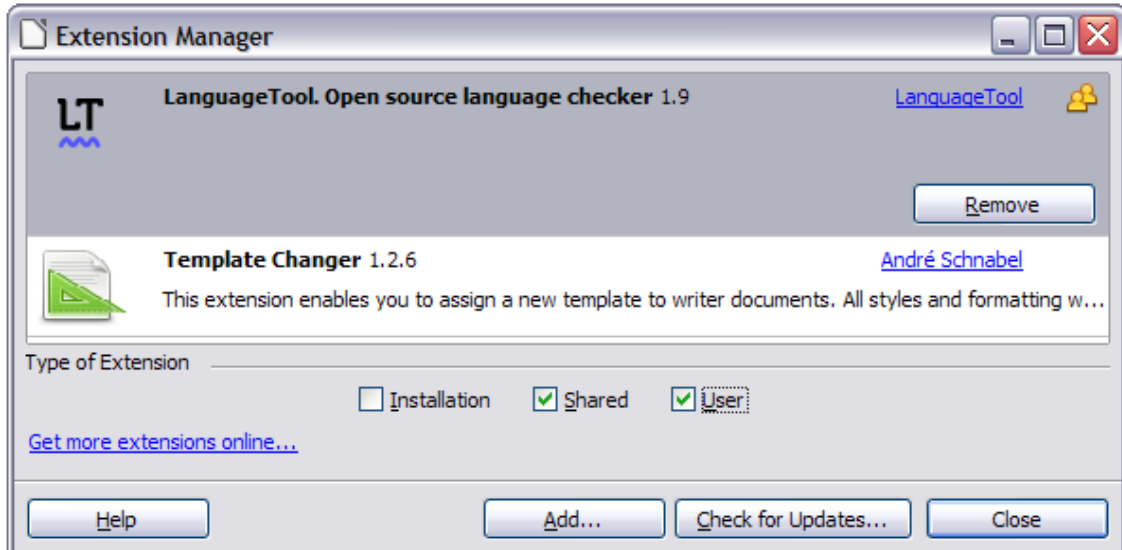 Extension Manager
LT
LanguageTool. Open source language checker 1.9 LanguageTool
Remove
Template Changer 1.2.6 André Schnabel
This extension enables you to assign a new template to writer documents. All styles and formatting w...
Type of Extension
Installation Shared User
Get more extensions online...
Help Add... Check for Updates... Close